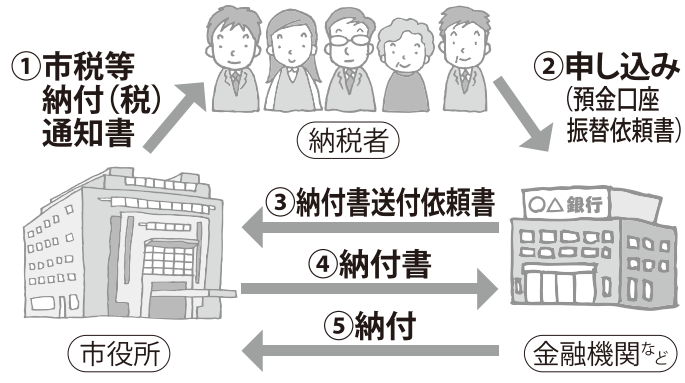 ①市税等
納付(税)
通知書
②申し込み
(預金口座
振替依頼書)
納税者
③納付書送付依頼書
○△銀行
④納付書
⑤納付
市役所
金融機関など